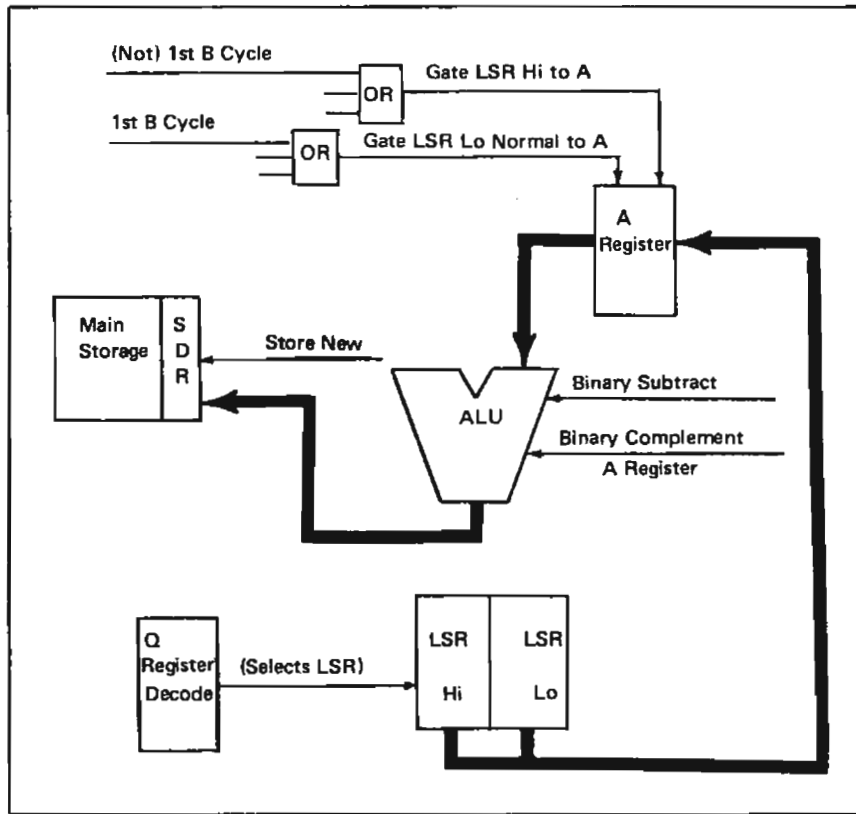 (Not) 1st B Cycle
OR
Gate LSR Hi to A
1st B Cycle
OR
Gate LSR Lo Normal to A
A
Register
Main
Storage
S
D
R
Store New
ALU
Binary Subtract
Binary Complement
A Register
Q
Register
Decode
(Selects LSR)
LSR
Hi
LSR
Lo